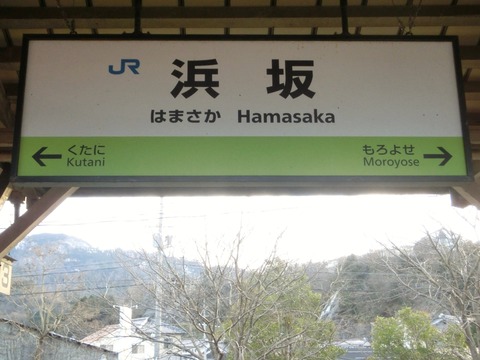 JR 浜坂
はまさか Hamasaka
← くたに もろよせ →
Kutani Moroyose